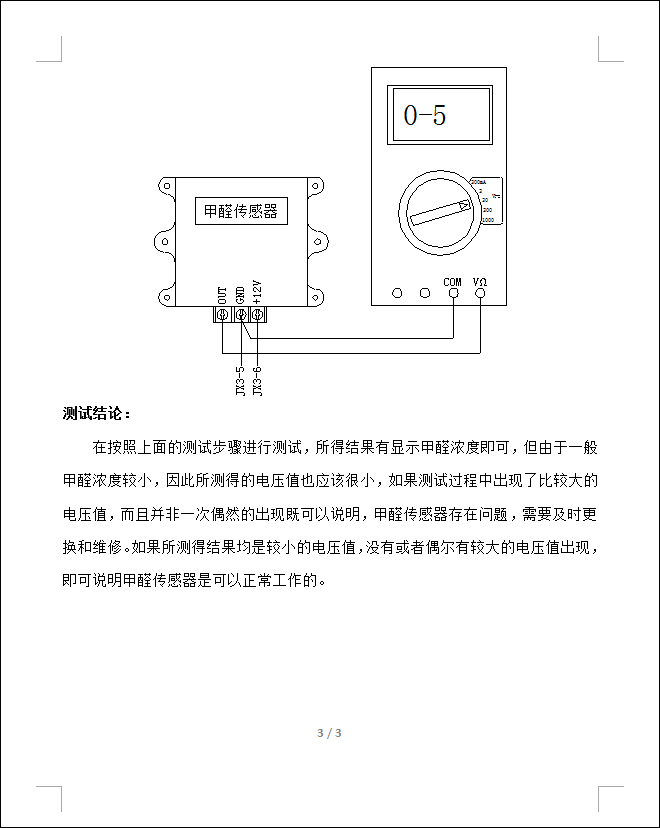 0-5
200mA
2
V⎓
20
200
1000
甲醛传感器
COM VΩ
OUT
GND
+12V
JX3-5
JX3-6
测试结论：
在按照上面的测试步骤进行测试，所得结果有显示甲醛浓度即可，但由于一般
甲醛浓度较小，因此所测得的电压值也应该很小，如果测试过程中出现了比较大的
电压值，而且并非一次偶然的出现既可以说明，甲醛传感器存在问题，需要及时更
换和维修。如果所测得结果均是较小的电压值，没有或者偶尔有较大的电压值出现，
即可说明甲醛传感器是可以正常工作的。
3 / 3